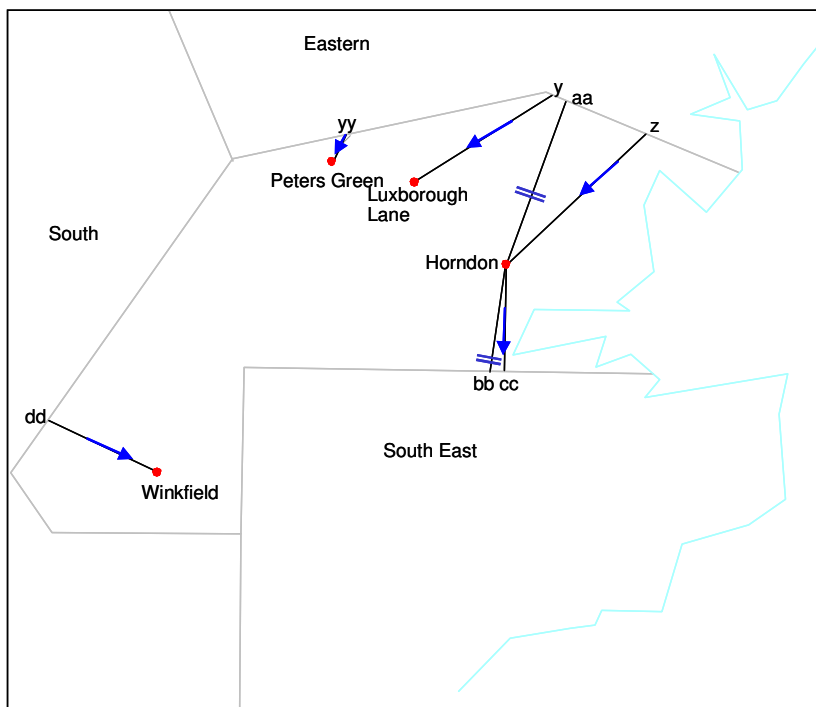 Eastern
y
aa
yy
z
Peters Green
Luxborough
Lane
South
Horndon
bb cc
dd
South East
Winkfield